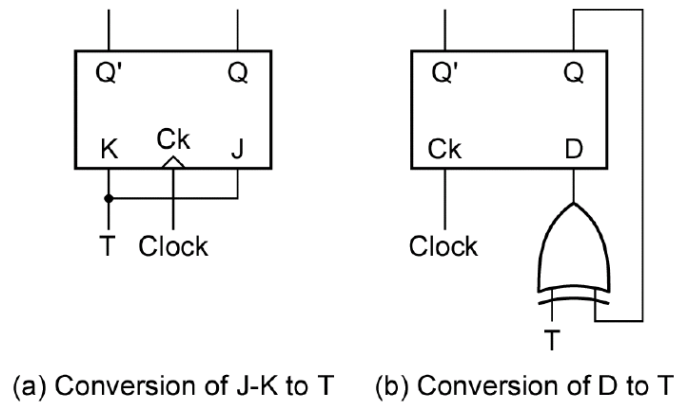 Q' Q
Ck
K J
T Clock
(a) Conversion of J-K to T
Q' Q
Ck D
Clock
T
(b) Conversion of D to T